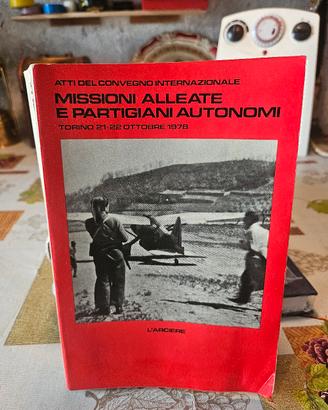 ATTI DEL CONVEGNO INTERNAZIONALE
MISSIONI ALLEATE
E PARTIGIANI AUTONOMI
TORINO 21-22 OTTOBRE 1978
L'ARCIERE